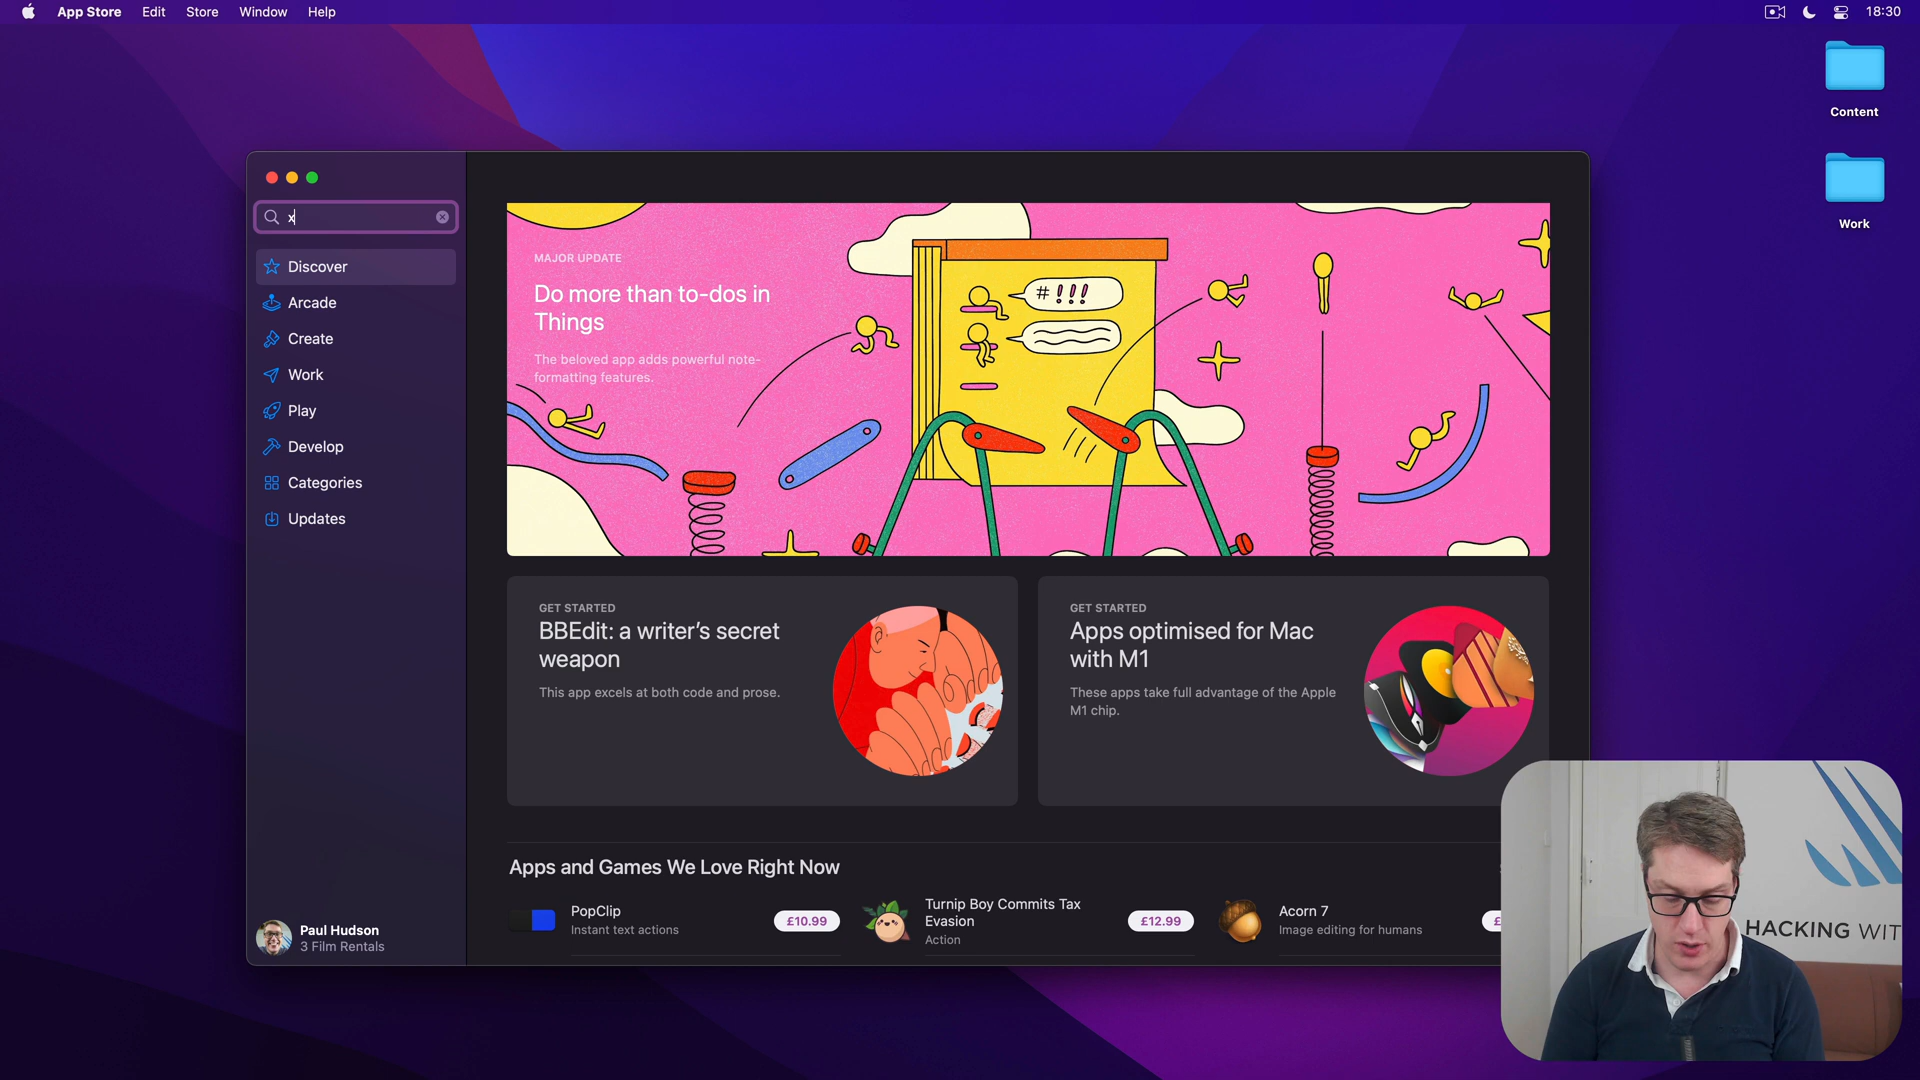 App Store Edit Store Window Help
18:30
Content
Work
x
Discover
Arcade
Create
Work
Play
Develop
Categories
Updates
Paul Hudson
3 Film Rentals
MAJOR UPDATE
Do more than to-dos in
Things
The beloved app adds powerful note-
formatting features.
#!!!
GET STARTED
BBEdit: a writer’s secret
weapon
This app excels at both code and prose.
GET STARTED
Apps optimised for Mac
with M1
These apps take full advantage of the Apple
M1 chip.
Apps and Games We Love Right Now
PopClip
Instant text actions
£10.99
Turnip Boy Commits Tax
Evasion
Action
£12.99
Acorn 7
Image editing for humans
£
HACKING WIT